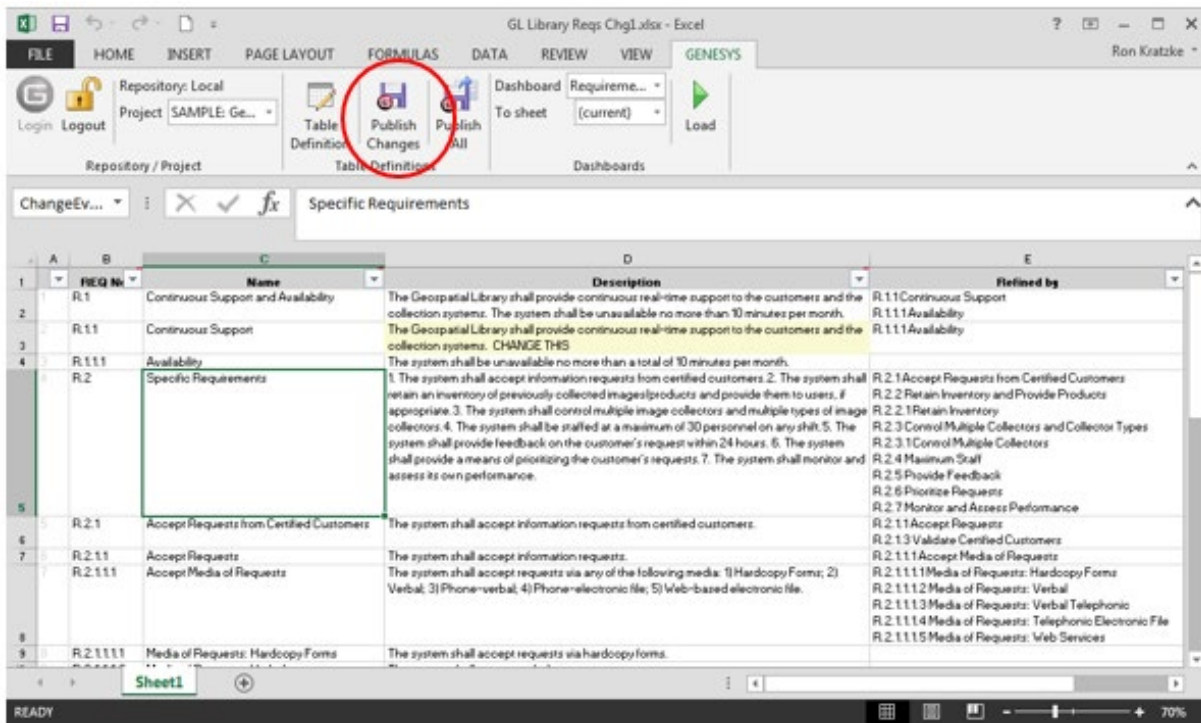 GL Library Reqs Chg1.xlsx - Excel
FILE HOME INSERT PAGE LAYOUT FORMULAS DATA REVIEW VIEW GENESYS Ron Kratzke
Repository: Local
Project SAMPLE: Ge...
Login Logout
Repository / Project
Table Definition
Publish Changes
Publish All
Table Definitions
Dashboard Requireme...
To sheet (current)
Load
Dashboards
ChangeEv... fx Specific Requirements
A B C D E
1 REQ Name Description Refined by
2 R.1 Continuous Support and Availability The Geospatial Library shall provide continuous real-time support to the customers and the R.1.1 Continuous Support
collection systems. The system shall be unavailable no more than 10 minutes per month. R.1.1.1 Availability
3 R.1.1 Continuous Support The Geospatial Library shall provide continuous real-time support to the customers and the R.1.1.1 Availability
collection systems. CHANGE THIS
4 R.1.1.1 Availability The system shall be unavailable no more than a total of 10 minutes per month.
5 R.2 Specific Requirements 1. The system shall accept information requests from certified customers.2. The system shall R.2.1 Accept Requests from Certified Customers
retain an inventory of previously collected images/products and provide them to users, if R.2.2 Retain Inventory and Provide Products
appropriate.3. The system shall control multiple image collectors and multiple types of image R.2.2.1 Retain Inventory
collectors.4. The system shall be staffed at a maximum of 30 personnel on any shift.5. The R.2.3 Control Multiple Collectors and Collector Types
system shall provide feedback on the customer's request within 24 hours. 6. The system R.2.3.1 Control Multiple Collectors
shall provide a means of prioritizing the customer's requests. 7. The system shall monitor and R.2.4 Maximum Staff
assess its own performance. R.2.5 Provide Feedback
R.2.6 Prioritize Requests
R.2.7 Monitor and Assess Performance
6 R.2.1 Accept Requests from Certified Customers The system shall accept information requests from certified customers. R.2.1.1 Accept Requests
R.2.1.3 Validate Certified Customers
7 R.2.1.1 Accept Requests The system shall accept information requests. R.2.1.1.1 Accept Media of Requests
8 R.2.1.1.1 Accept Media of Requests The system shall accept requests via any of the following media: 1) Hardcopy Forms; 2) R.2.1.1.1.1 Media of Requests: Hardcopy Forms
Verbal; 3) Phone-verbal; 4) Phone-electronic file; 5) Web-based electronic file. R.2.1.1.1.2 Media of Requests: Verbal
R.2.1.1.1.3 Media of Requests: Verbal Telephonic
R.2.1.1.1.4 Media of Requests: Telephonic Electronic File
R.2.1.1.1.5 Media of Requests: Web Services
9 R.2.1.1.1.1 Media of Requests: Hardcopy Forms The system shall accept requests via hardcopy forms.
Sheet1
READY 70%